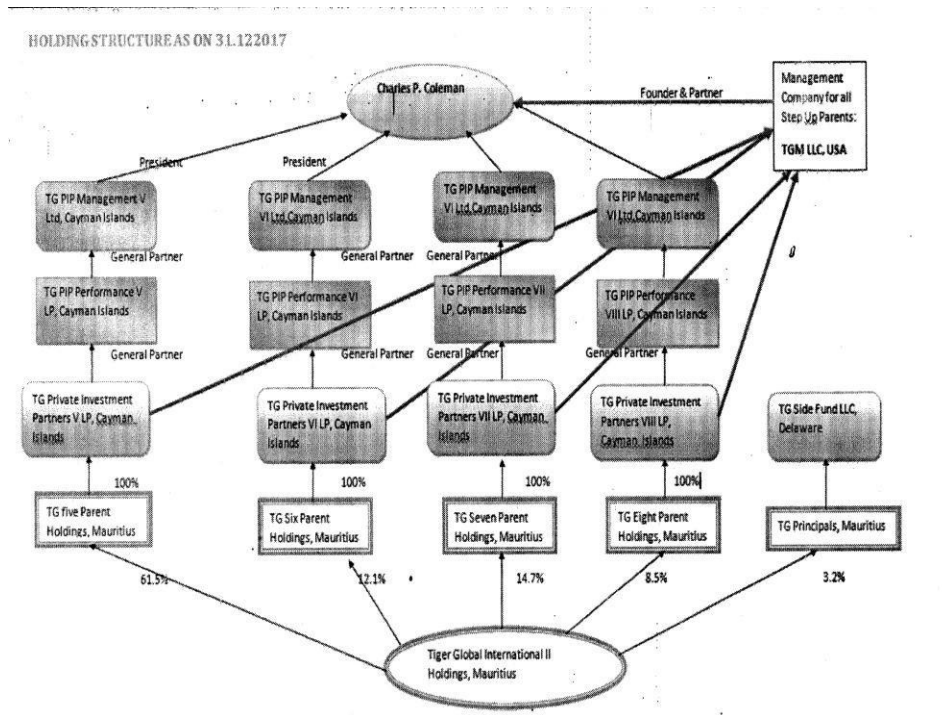 HOLDING STRUCTURE AS ON 31.122017
Charles P. Coleman
Founder & Partner
Management
Company for all
Step Up Parents:
TGM LLC, USA
President
President
TG PIP Management V
Ltd, Cayman Islands
TG PIP Management
VI Ltd,Cayman Islands
TG PIP Management
VI Ltd,Cayman Islands
TG PIP Management
VI Ltd,Cayman Islands
General Partner
General Partner
General Partner
TG PIP Performance V
LP, Cayman Islands
TG PIP Performance VI
LP, Cayman Islands
TG PIP Performance VII
LP, Cayman Islands
TG PIP Performance
VIII LP, Cayman Islands
General Partner
General Partner
General Partner
General Partner
TG Private Investment
Partners V LP, Cayman
Islands
TG Private Investment
Partners VI LP, Cayman
Islands
TG Private Investment
Partners VII LP, Cayman
Islands
TG Private Investment
Partners VIII LP,
Cayman Islands
TG Side Fund LLC,
Delaware
100%
100%
100%
100%
TG five Parent
Holdings, Mauritius
TG Six Parent
Holdings, Mauritius
TG Seven Parent
Holdings, Mauritius
TG Eight Parent
Holdings, Mauritius
TG Principals, Mauritius
61.5%
12.1%
14.7%
8.5%
3.2%
Tiger Global International II
Holdings, Mauritius